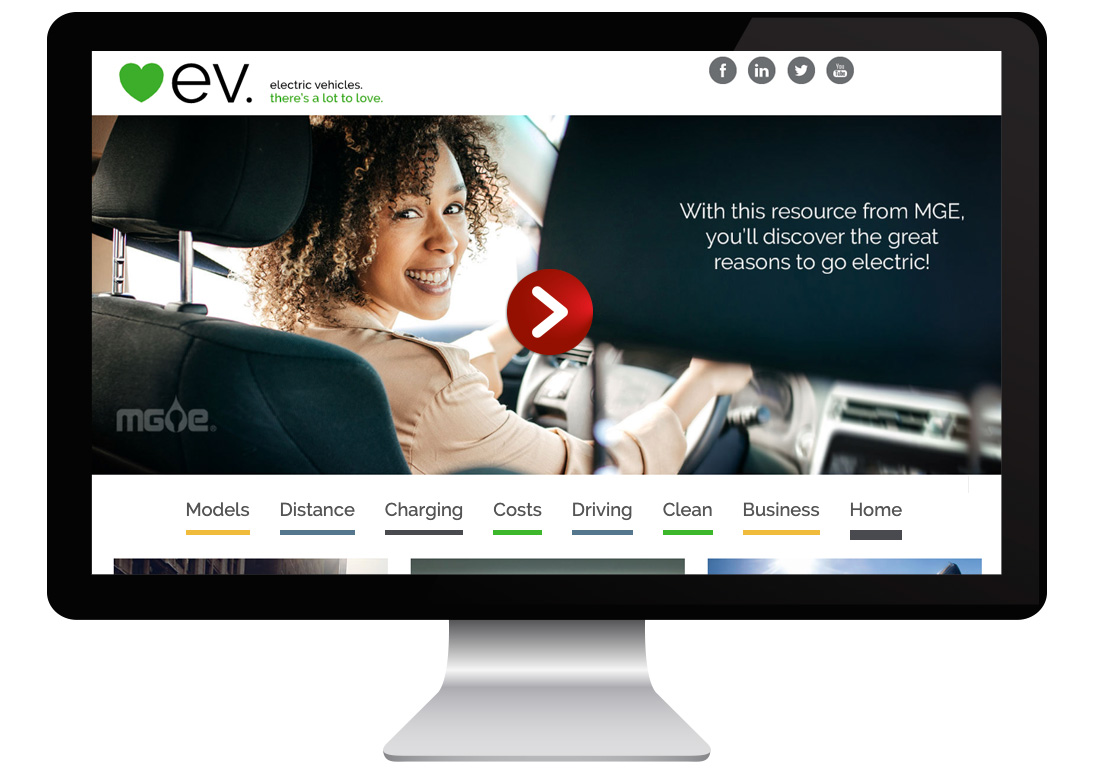 ev.
electric vehicles.
there's a lot to love.
f
in
You
Tube
With this resource from MGE,
you'll discover the great
reasons to go electric!
mge®
Models Distance Charging Costs Driving Clean Business Home